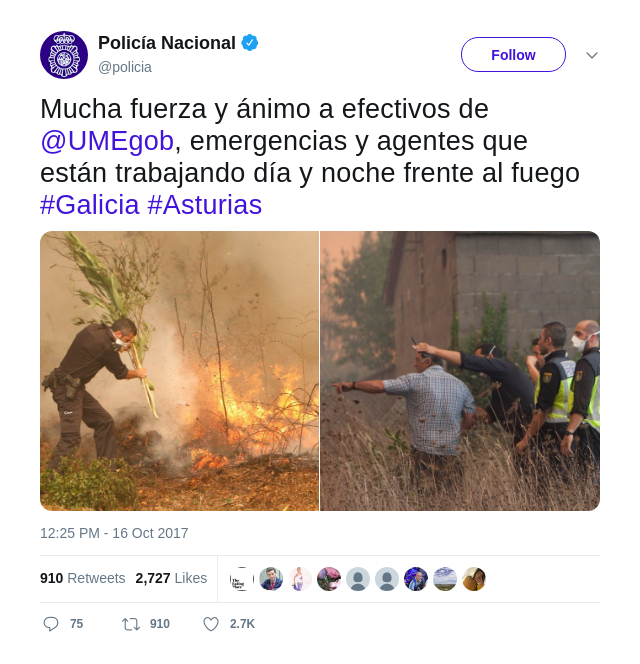 Policía Nacional
@policia
Follow
Mucha fuerza y ánimo a efectivos de
@UMEgob, emergencias y agentes que
están trabajando día y noche frente al fuego
#Galicia #Asturias
12:25 PM - 16 Oct 2017
910 Retweets 2,727 Likes
75 910 2.7K